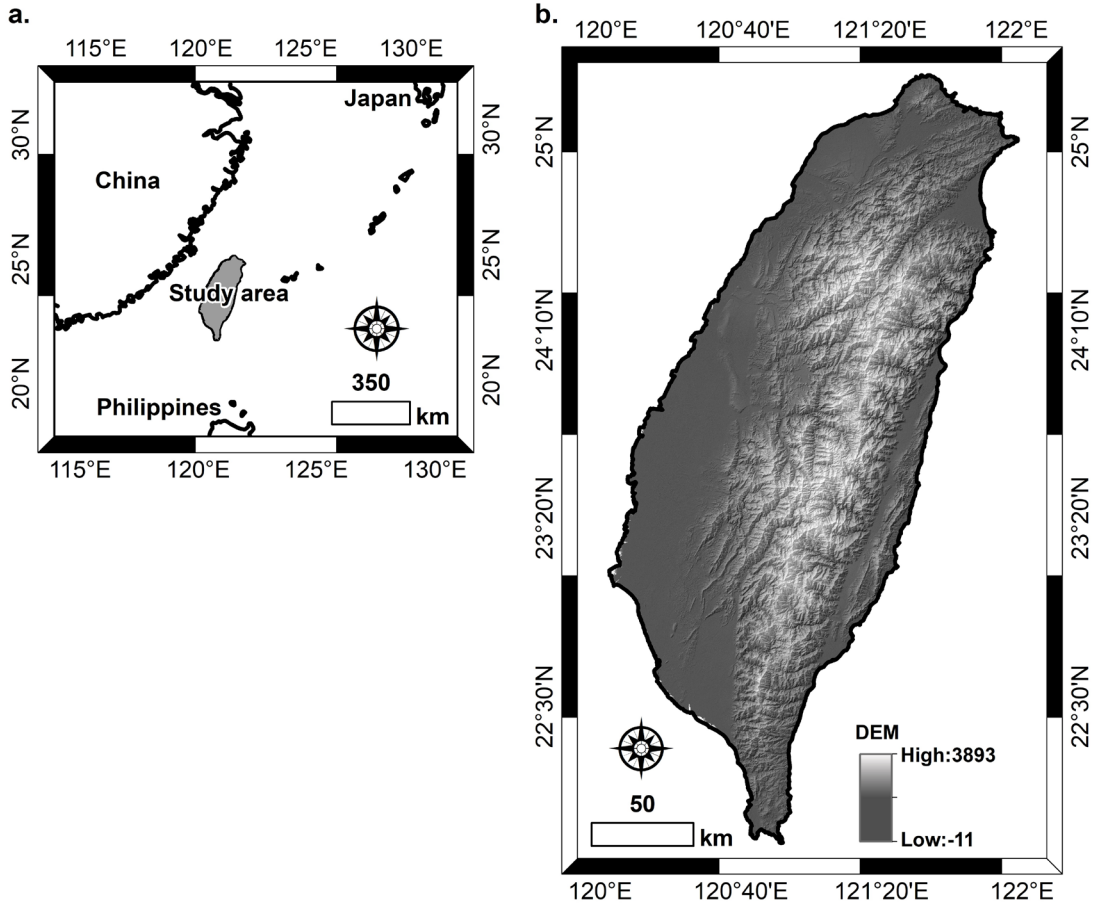 a.
115°E 120°E 125°E 130°E
30°N
25°N
20°N
Japan
China
Study area
Philippines
350
km
30°N
25°N
20°N
115°E 120°E 125°E 130°E
b.
120°E 120°40'E 121°20'E 122°E
25°N
24°10'N
23°20'N
22°30'N
50
km
DEM
High:3893
Low:-11
25°N
24°10'N
23°20'N
22°30'N
120°E 120°40'E 121°20'E 122°E